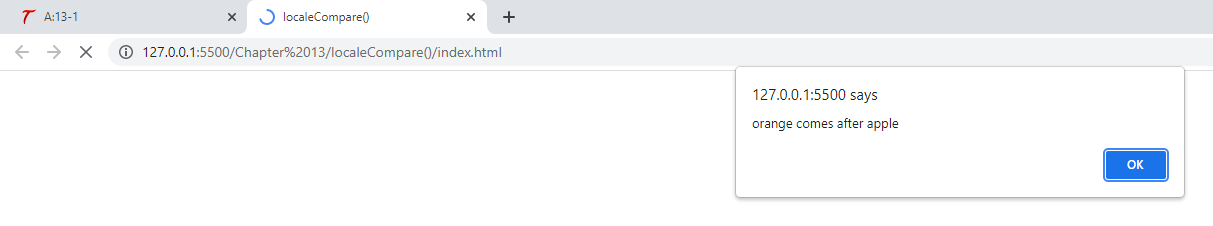 A:13-1
localeCompare()
127.0.0.1:5500/Chapter%2013/localeCompare()/index.html
127.0.0.1:5500 says
orange comes after apple
OK